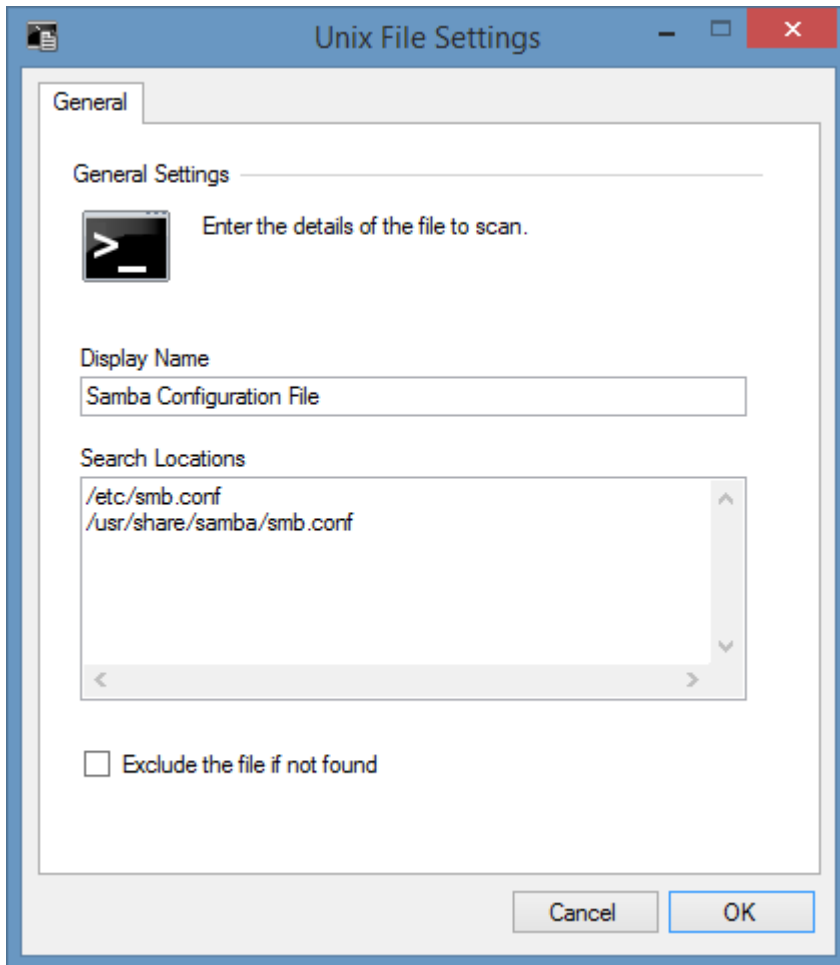 Unix File Settings
General
General Settings
>_
Enter the details of the file to scan.
Display Name
Samba Configuration File
Search Locations
/etc/smb.conf
/usr/share/samba/smb.conf
Exclude the file if not found
Cancel
OK